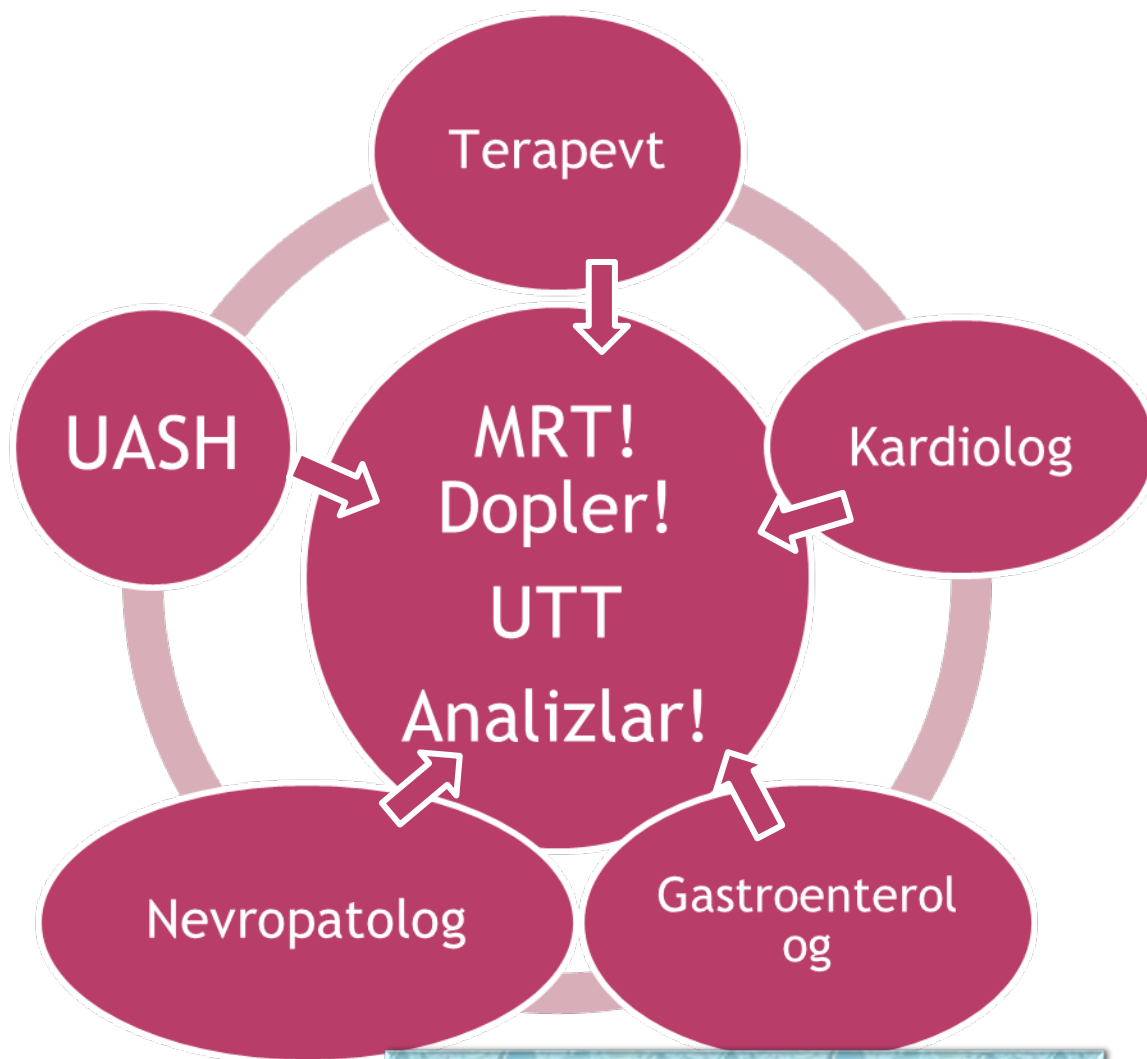 Terapevt
UASH
MRT!
Dopler!
UTT
Analizlar!
Kardiolog
Nevropatolog
Gastroenterol
og